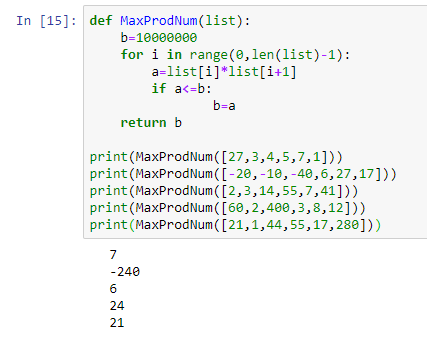 In [15]: def MaxProdNum(list):
    b=10000000
    for i in range(0,len(list)-1):
        a=list[i]*list[i+1]
        if a<=b:
                b=a
    return b

print(MaxProdNum([27,3,4,5,7,1]))
print(MaxProdNum([-20,-10,-40,6,27,17]))
print(MaxProdNum([2,3,14,55,7,41]))
print(MaxProdNum([60,2,400,3,8,12]))
print(MaxProdNum([21,1,44,55,17,280]))
7
-240
6
24
21